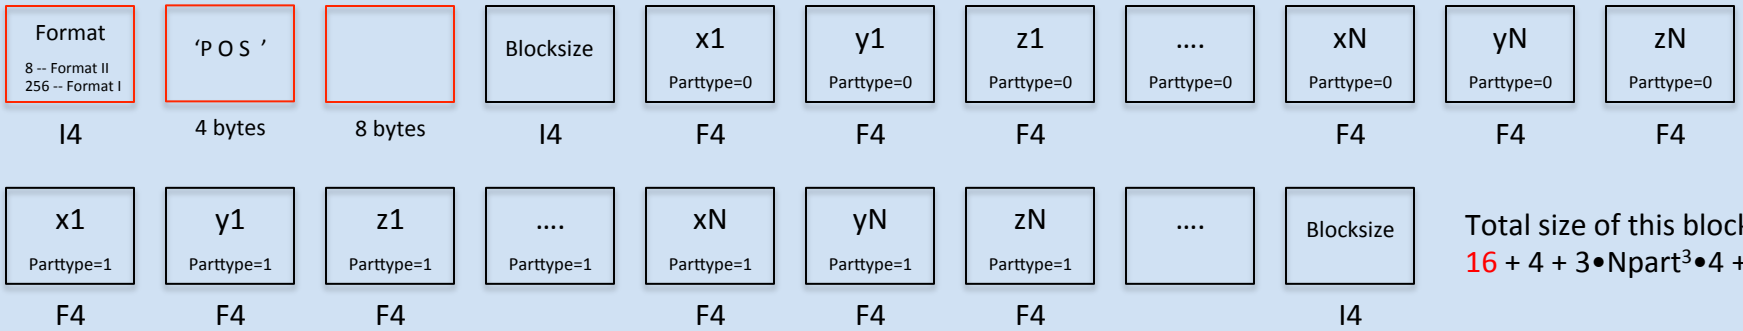 Format ‘P O S ’ Blocksize x1 y1 z1 …. xN yN zN
8 -- Format II Parttype=0 Parttype=0 Parttype=0 Parttype=0 Parttype=0 Parttype=0 Parttype=0
256 -- Format I
I4 4 bytes 8 bytes I4 F4 F4 F4 F4 F4 F4
x1 y1 z1 …. xN yN zN …. Blocksize
Parttype=1 Parttype=1 Parttype=1 Parttype=1 Parttype=1 Parttype=1 Parttype=1
F4 F4 F4 F4 F4 F4 I4
Total size of this block
16 + 4 + 3•Npart³•4 +